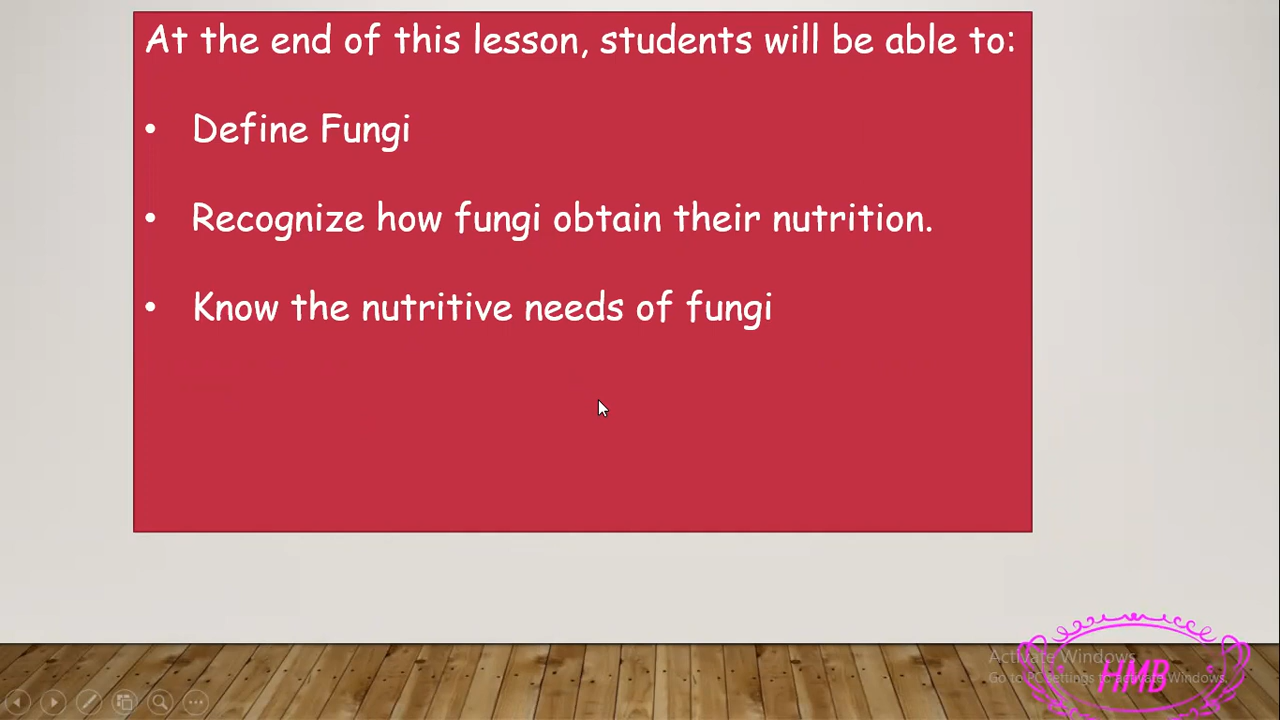 At the end of this lesson, students will be able to:
• Define Fungi
• Recognize how fungi obtain their nutrition.
• Know the nutritive needs of fungi
Activate Windows
Go to PC settings to activate Windows.
HMB